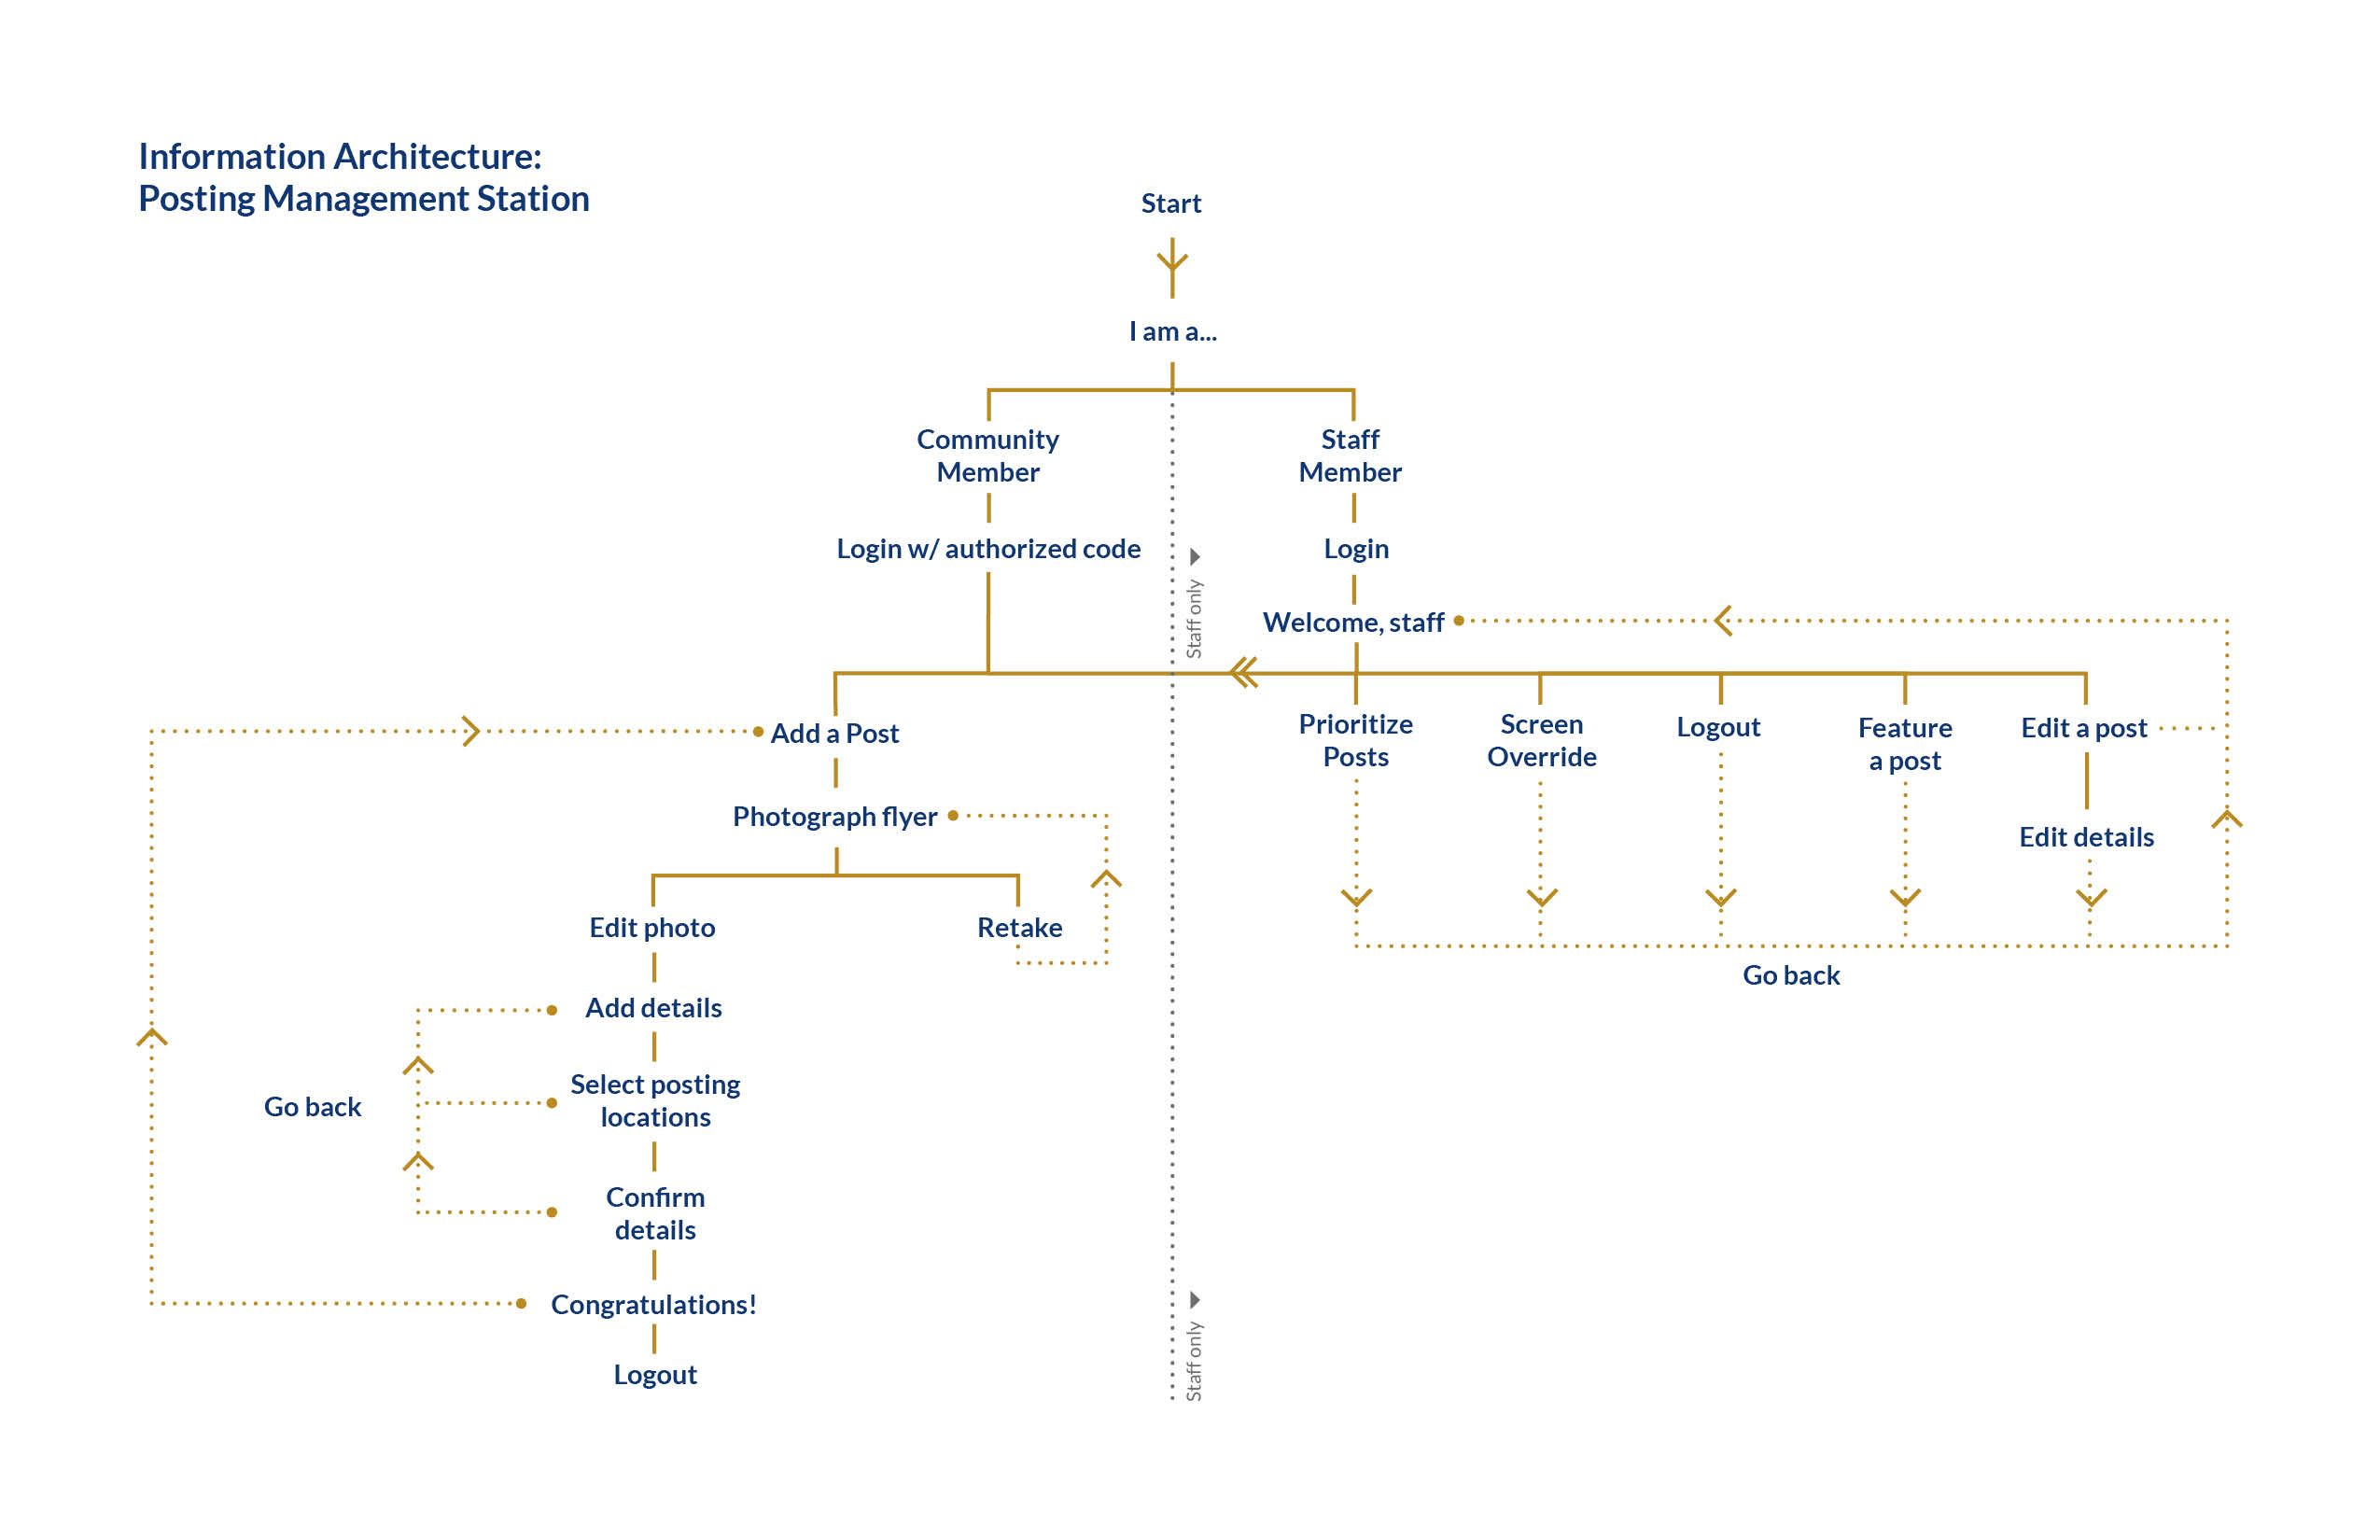 Information Architecture:
Posting Management Station
Start
I am a...
Community
Member
Staff
Member
Login w/ authorized code
Login
Staff only
Welcome, staff
Add a Post
Prioritize
Posts
Screen
Override
Logout
Feature
a post
Edit a post
Photograph flyer
Edit details
Edit photo
Retake
Go back
Add details
Select posting
locations
Go back
Confirm
details
Congratulations!
Staff only
Logout